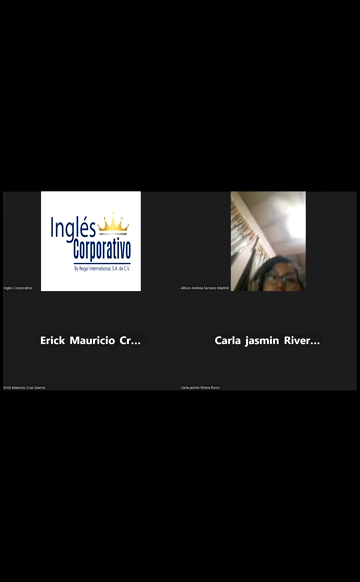 Inglés
Corporativo
By Regal International, S.A. de C.V.
Inglés Corporativo
Allison Andrea Serrano Madrid
Erick Mauricio Cr...
Carla jasmin River...
Erick Mauricio Cruz Guerra
Carla jasmin Rivera flores